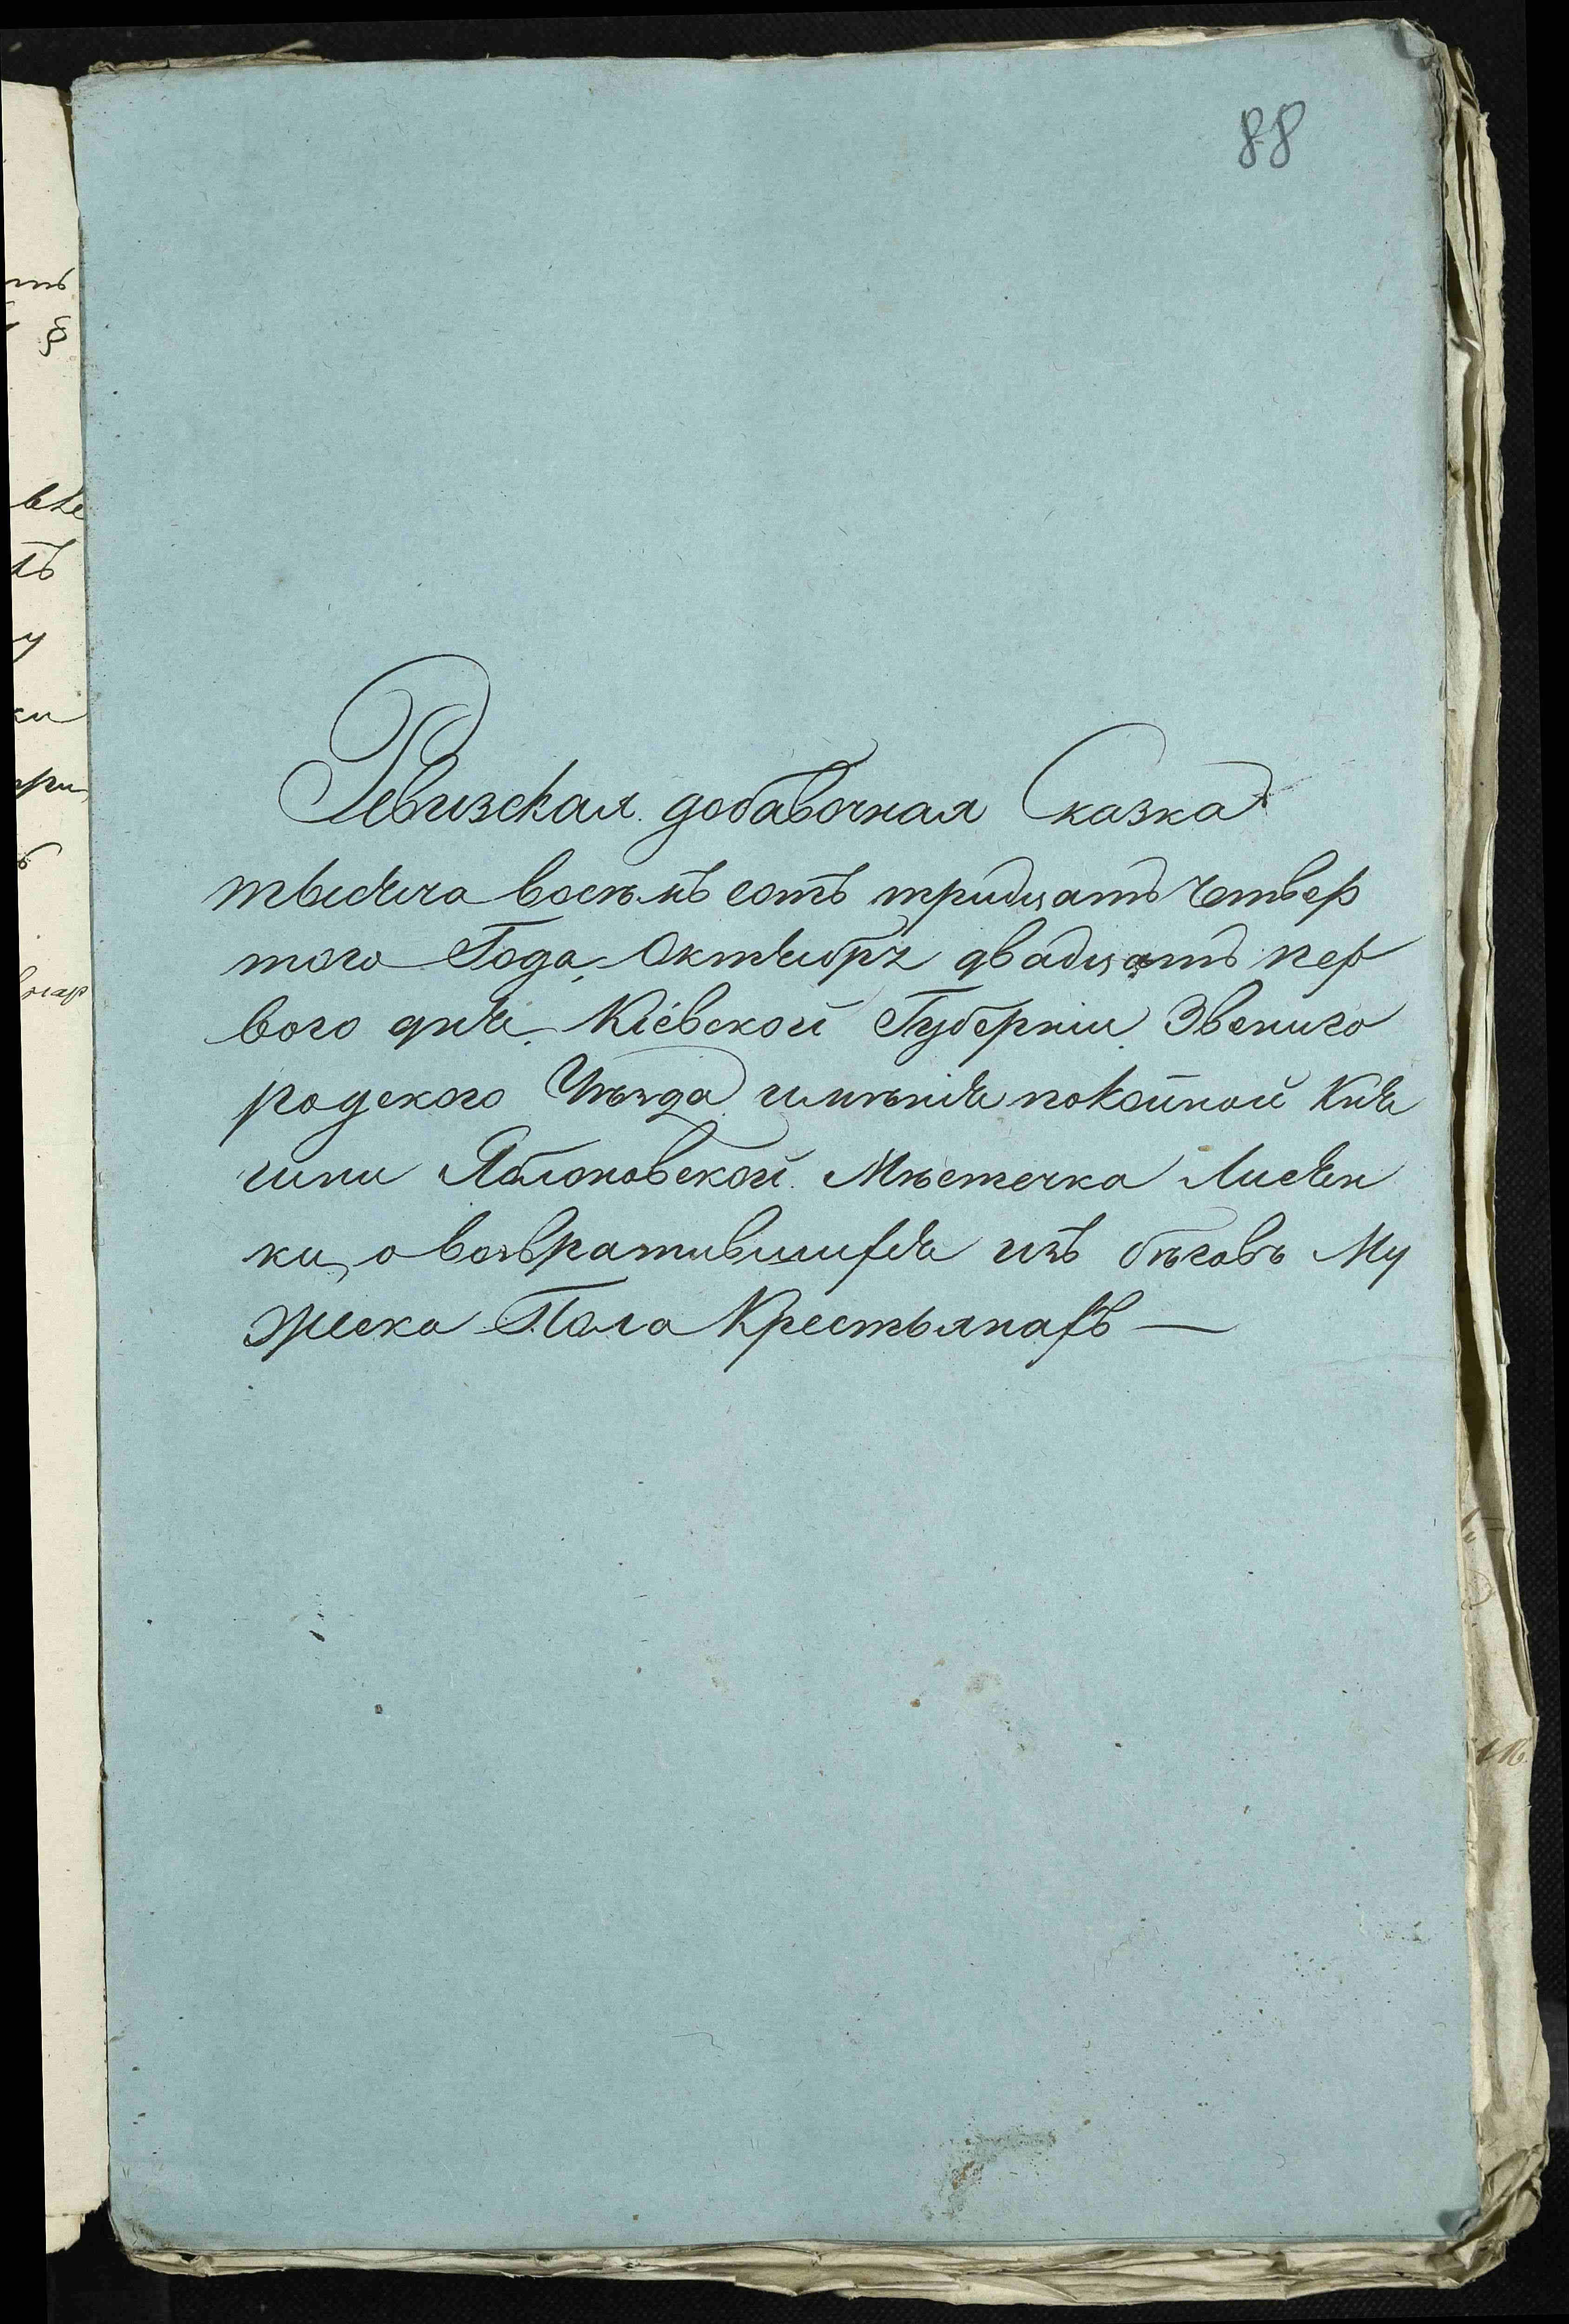 88
Ревизская добавочная Сказка
тысяча восемь сотъ тридцать четвер
того Года, Октября двадцать пер
вого дня, Кіевской Губерніи Звениго
родского Уѣзда имѣнія покойной Кня
гини Яблоновской Мѣстечка Лисян
ки, о возвратившихся изъ бѣговъ Му
жеска Пола Крестьянахъ —